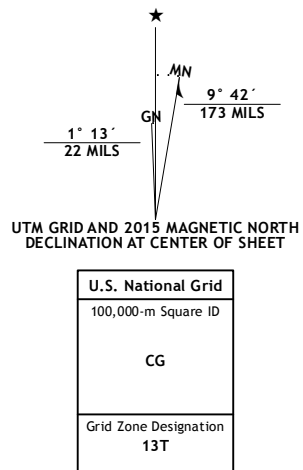 ★
MN
GN
9° 42´
173 MILS
1° 13´
22 MILS
UTM GRID AND 2015 MAGNETIC NORTH
DECLINATION AT CENTER OF SHEET
U.S. National Grid
100,000-m Square ID
CG
Grid Zone Designation
13T